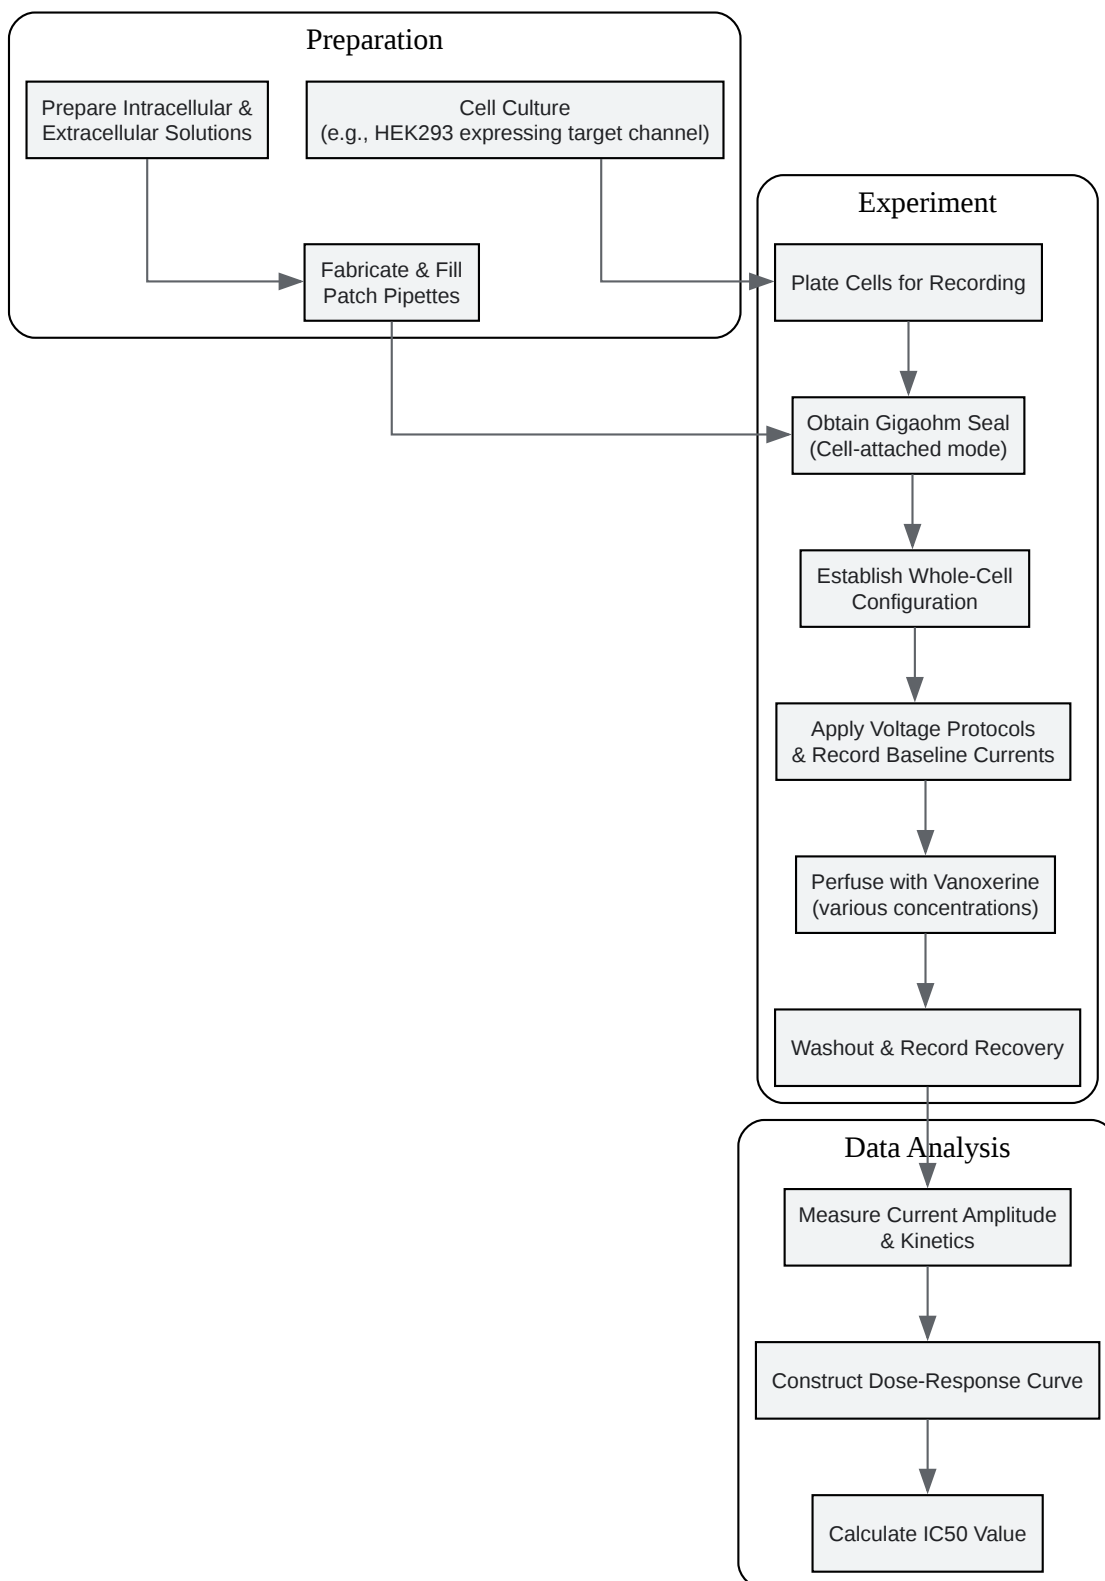 Preparation
Prepare Intracellular &
Extracellular Solutions
Cell Culture
(e.g., HEK293 expressing target channel)
Fabricate & Fill
Patch Pipettes
Experiment
Plate Cells for Recording
Obtain Gigaohm Seal
(Cell-attached mode)
Establish Whole-Cell
Configuration
Apply Voltage Protocols
& Record Baseline Currents
Perfuse with Vanoxerine
(various concentrations)
Washout & Record Recovery
Data Analysis
Measure Current Amplitude
& Kinetics
Construct Dose-Response Curve
Calculate IC50 Value